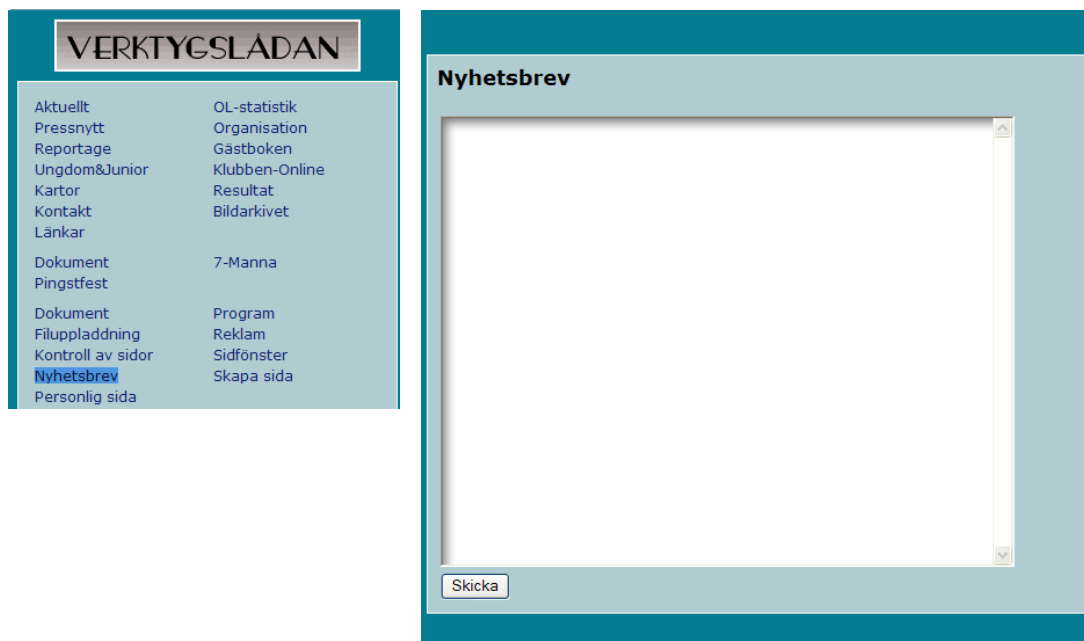 VERKTYGSLÅDAN
Aktuellt OL-statistik
Pressnytt Organisation
Reportage Gästboken
Ungdom&Junior Klubben-Online
Kartor Resultat
Kontakt Bildarkivet
Länkar
Dokument 7-Manna
Pingstfest
Dokument Program
Filuppladdning Reklam
Kontroll av sidor Sidfönster
Nyhetsbrev Skapa sida
Personlig sida
Nyhetsbrev
Skicka